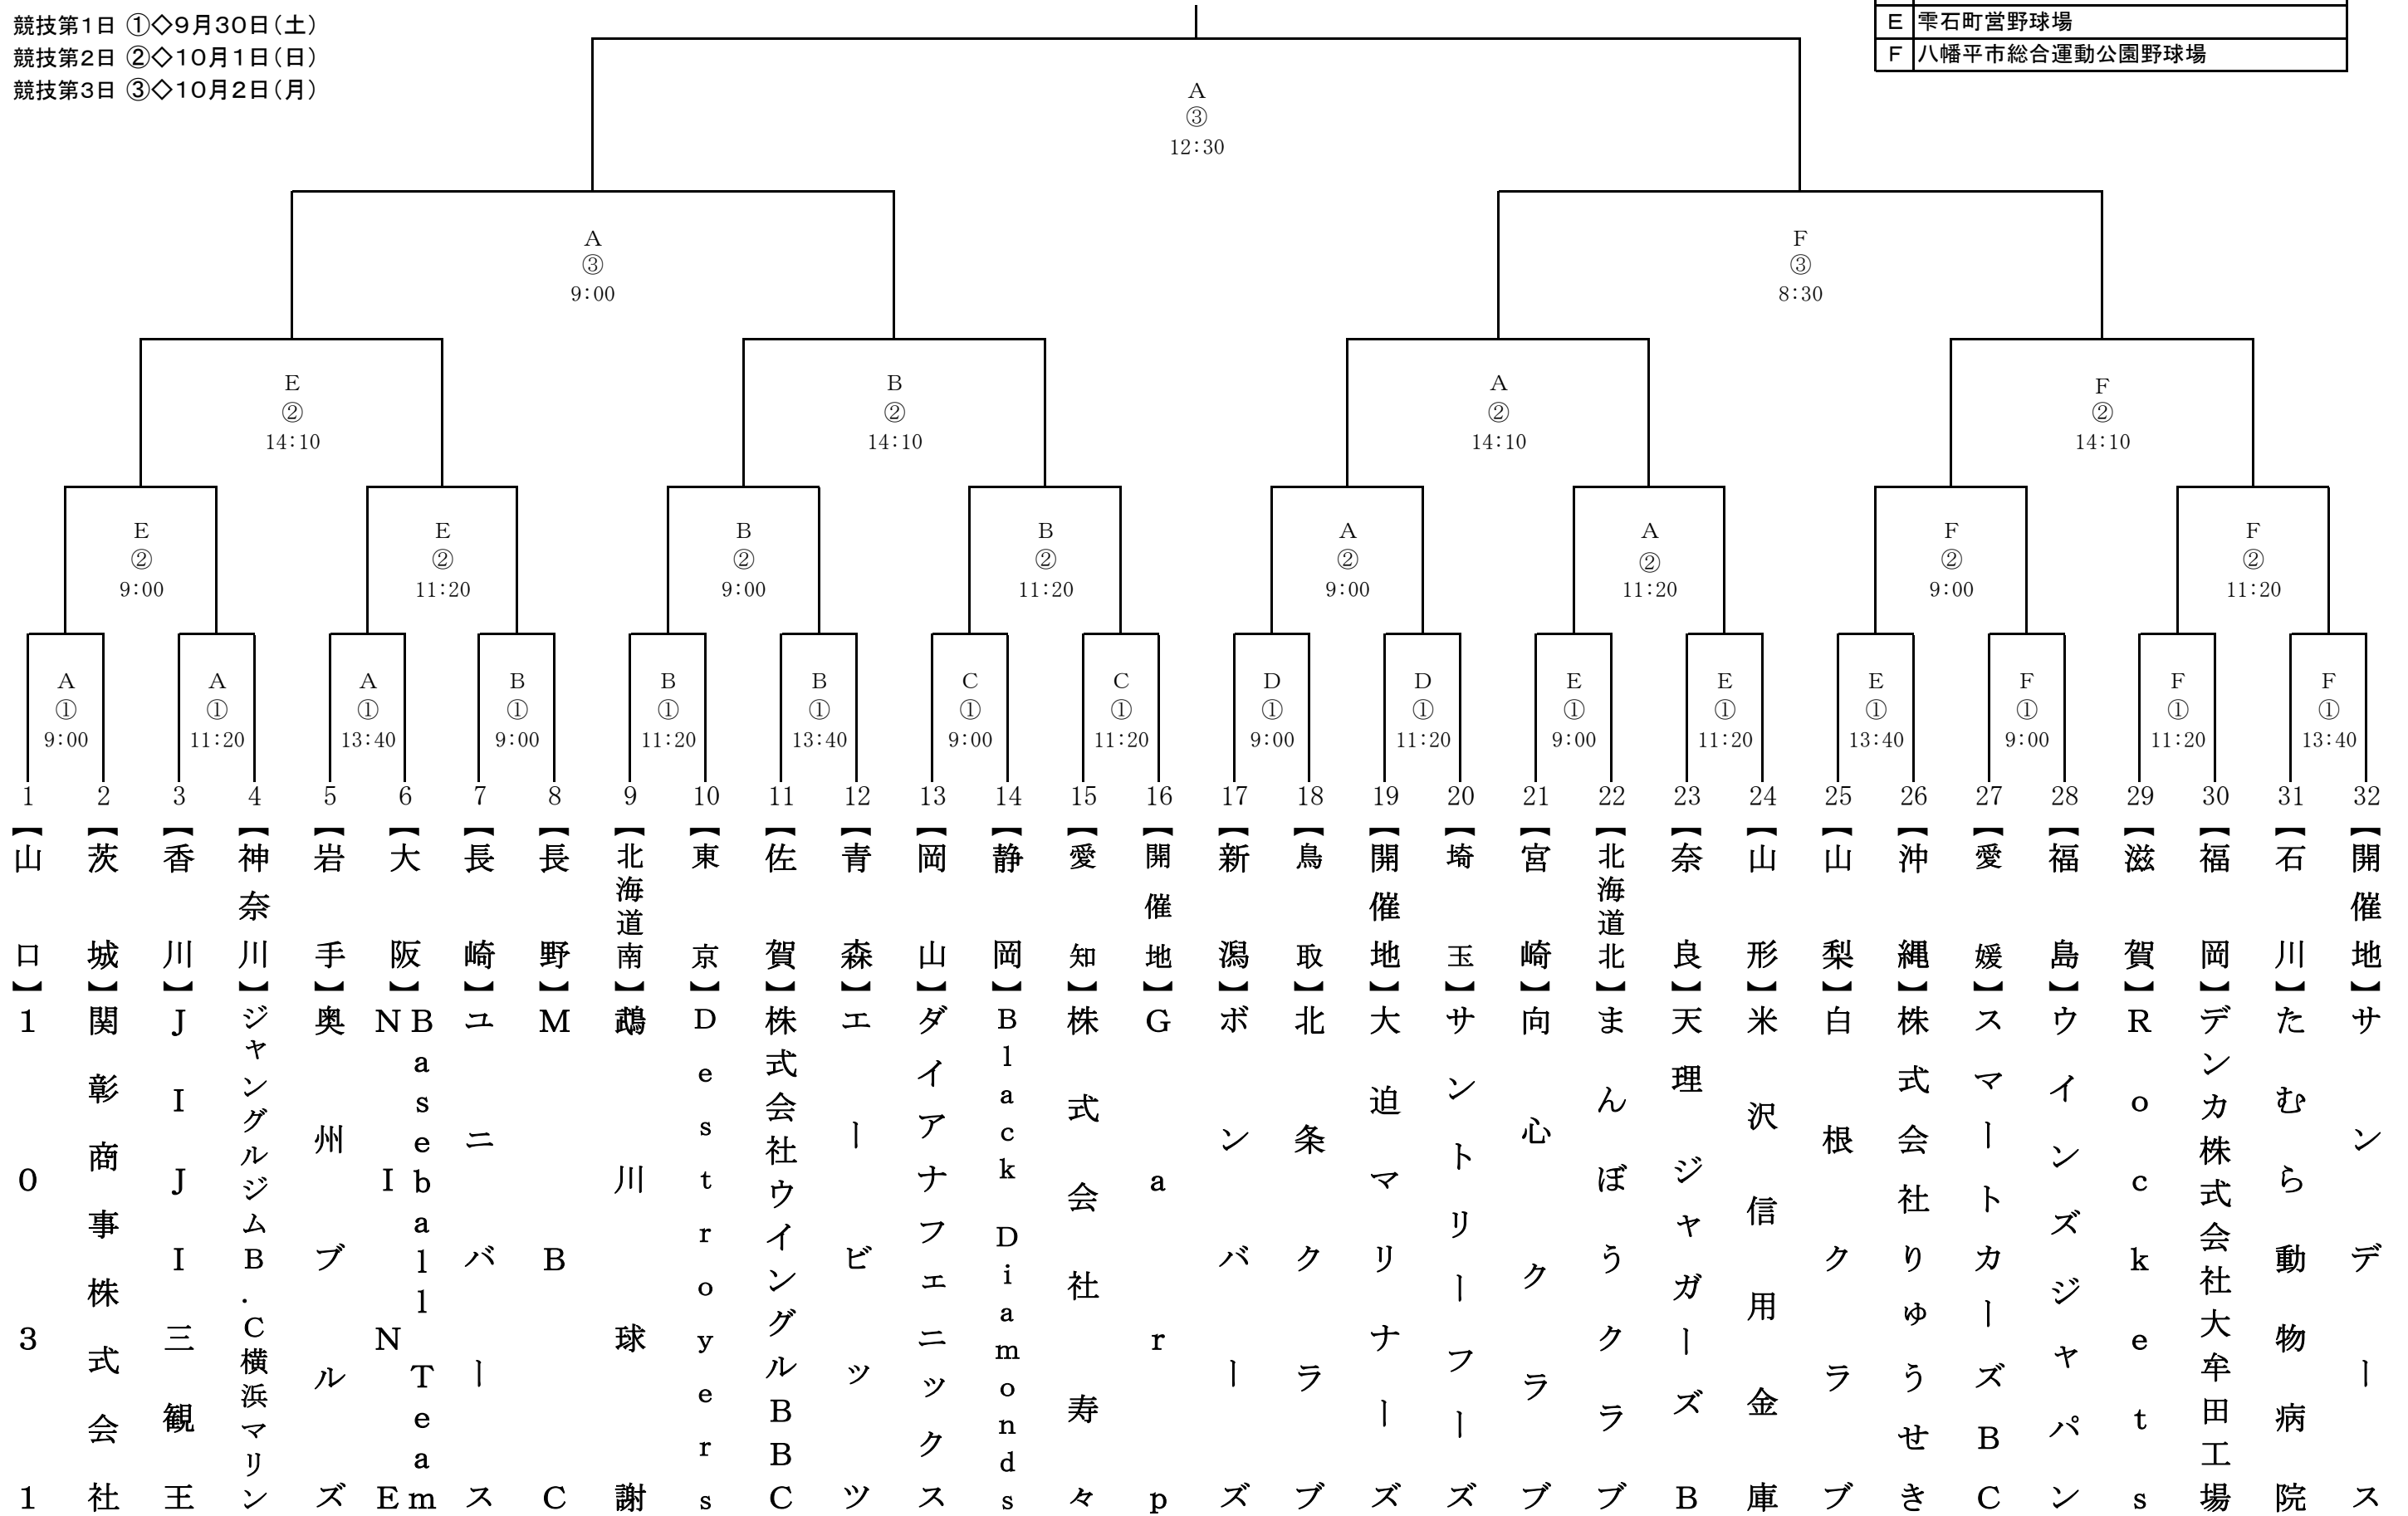 競技第1日 ①◇9月30日(土)
競技第2日 ②◇10月1日(日)
競技第3日 ③◇10月2日(月)
E 雫石町営野球場
F 八幡平市総合運動公園野球場
A ③ 12:30
A ③ 9:00
F ③ 8:30
E ② 14:10
B ② 14:10
A ② 14:10
F ② 14:10
E ② 9:00
E ② 11:20
B ② 9:00
B ② 11:20
A ② 9:00
A ② 11:20
F ② 9:00
F ② 11:20
A ① 9:00
A ① 11:20
A ① 13:40
B ① 9:00
B ① 11:20
B ① 13:40
C ① 9:00
C ① 11:20
D ① 9:00
D ① 11:20
E ① 9:00
E ① 11:20
E ① 13:40
F ① 9:00
F ① 11:20
F ① 13:40
1【山口】1031
2【茨城】関彰商事株式会社
3【香川】JIJI三観王
4【神奈川】ジャングルジムB.C横浜マリン
5【岩手】奥州ブルズ
6【大阪】NINE Baseball Team
7【長崎】ユニバース
8【長野】MBC
9【北海道南】鵡川球謝
10【東京】Destroyers
11【佐賀】株式会社ウイングルBBC
12【青森】エービッツ
13【岡山】ダイアナフェニックス
14【静岡】Black Diamonds
15【愛知】株式会社寿々
16【開催地】Garp
17【新潟】ボンバーズ
18【鳥取】北条クラブ
19【開催地】大迫マリナーズ
20【埼玉】サントリーフーズ
21【宮崎】向心クラブ
22【北海道北】まんぼうクラブ
23【奈良】天理ジャガーズB
24【山形】米沢信用金庫
25【山梨】白根クラブ
26【沖縄】株式会社りゅうせき
27【愛媛】スマートカーズBC
28【福島】ウインズジャパン
29【滋賀】Rockets
30【福岡】デンカ株式会社大牟田工場
31【石川】たむら動物病院
32【開催地】サンデース